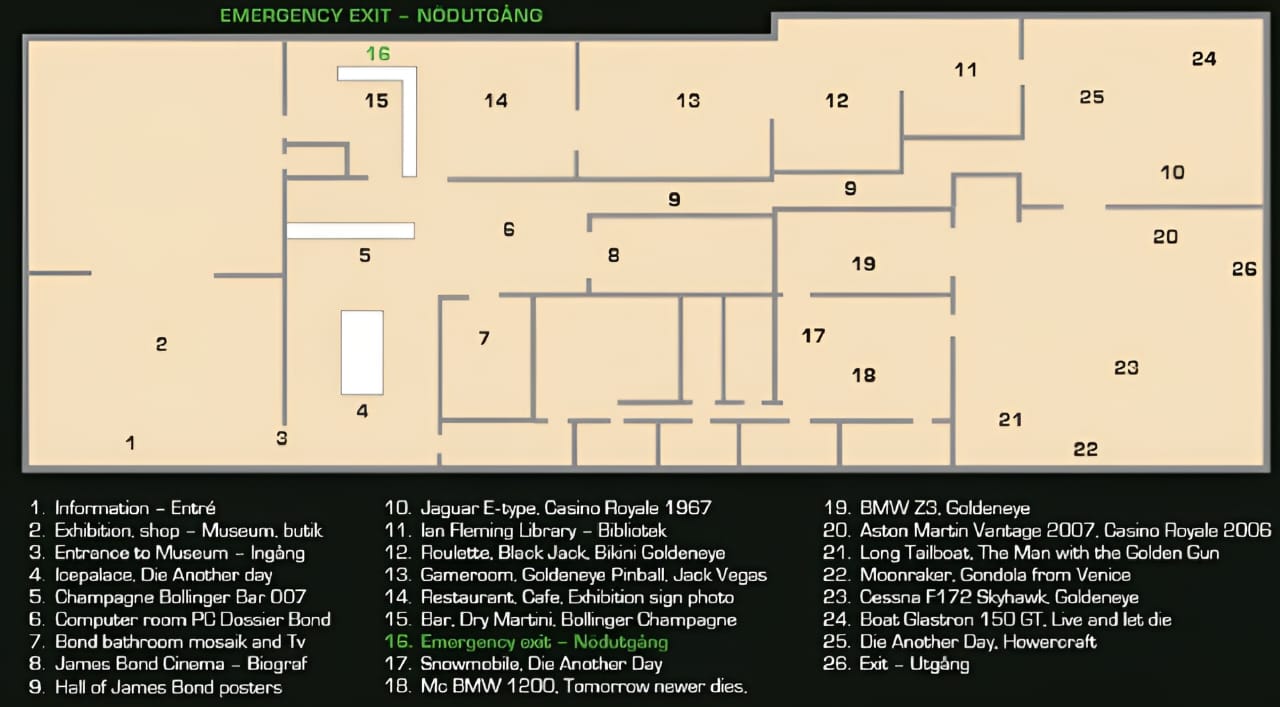 EMERGENCY EXIT – NÖDUTGÅNG
16
24
11
25
15
14
13
12
10
9
9
6
20
5
8
19
26
7
17
2
23
18
4
21
1
3
22
1. Information – Entré
2. Exhibition, shop – Museum, butik
3. Entrance to Museum – Ingång
4. Icepalace, Die Another day
5. Champagne Bollinger Bar 007
6. Computer room PC Dossier Bond
7. Bond bathroom mosaik and Tv
8. James Bond Cinema – Biograf
9. Hall of James Bond posters
10. Jaguar E-type, Casino Royale 1967
11. Ian Fleming Library – Bibliotek
12. Roulette, Black Jack, Bikini Goldeneye
13. Gameroom, Goldeneye Pinball, Jack Vegas
14. Restaurant, Cafe, Exhibition sign photo
15. Bar, Dry Martini, Bollinger Champagne
16. Emergency exit – Nödutgång
17. Snowmobile, Die Another Day
18. Mc BMW 1200, Tomorrow newer dies.
19. BMW Z3, Goldeneye
20. Aston Martin Vantage 2007, Casino Royale 2006
21. Long Tailboat, The Man with the Golden Gun
22. Moonraker, Gondola from Venice
23. Cessna F172 Skyhawk, Goldeneye
24. Boat Glastron 150 GT, Live and let die
25. Die Another Day, Howercraft
26. Exit – Utgång